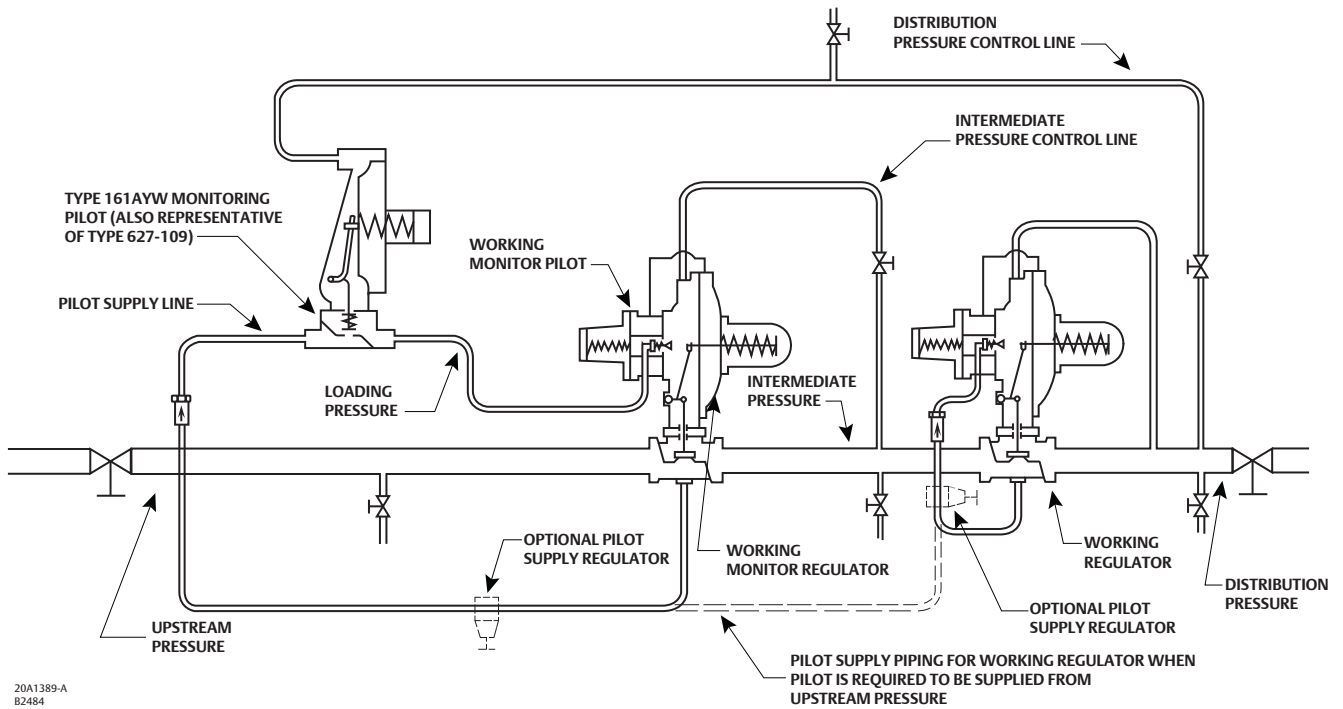 DISTRIBUTION
PRESSURE CONTROL LINE
INTERMEDIATE
PRESSURE CONTROL LINE
TYPE 161AYW MONITORING
PILOT (ALSO REPRESENTATIVE
OF TYPE 627-109)
WORKING
MONITOR PILOT
PILOT SUPPLY LINE
LOADING
PRESSURE
INTERMEDIATE
PRESSURE
OPTIONAL PILOT
SUPPLY REGULATOR
WORKING
MONITOR REGULATOR
WORKING
REGULATOR
DISTRIBUTION
PRESSURE
OPTIONAL PILOT
SUPPLY REGULATOR
UPSTREAM
PRESSURE
PILOT SUPPLY PIPING FOR WORKING REGULATOR WHEN
PILOT IS REQUIRED TO BE SUPPLIED FROM
UPSTREAM PRESSURE
20A1389-A
B2484